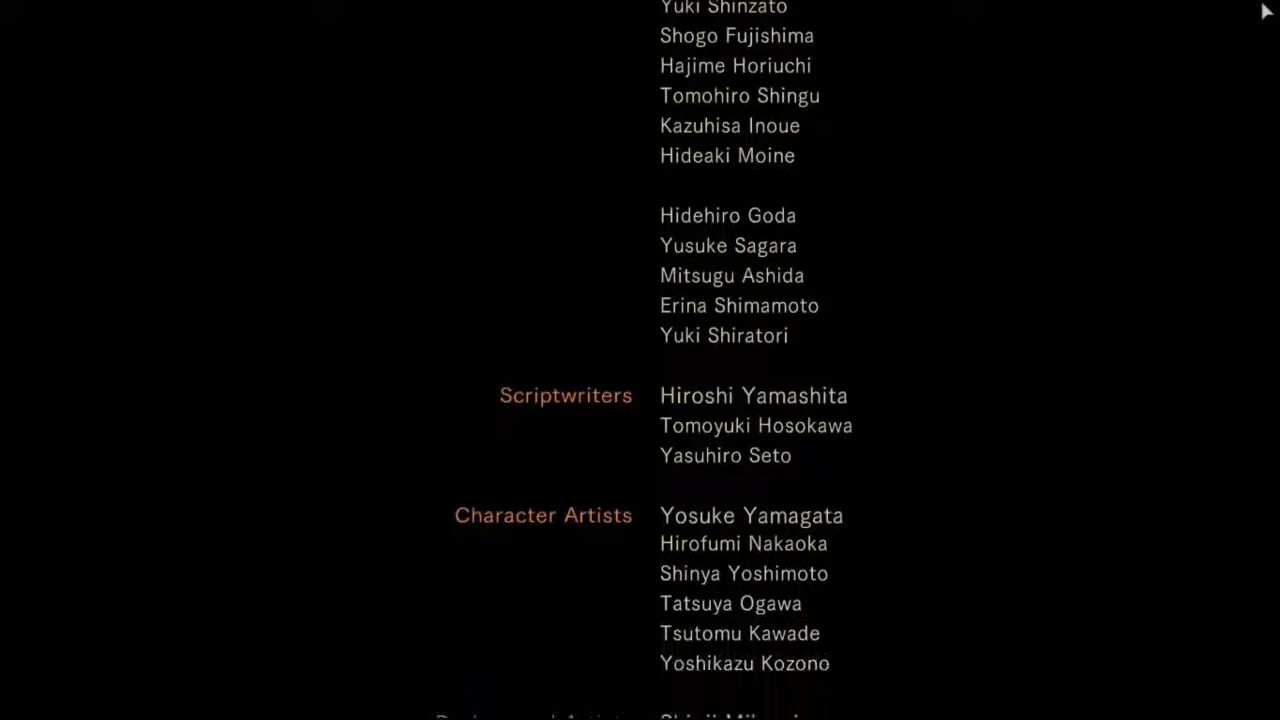 Yuki Shinzato
Shogo Fujishima
Hajime Horiuchi
Tomohiro Shingu
Kazuhisa Inoue
Hideaki Moine
Hidehiro Goda
Yusuke Sagara
Mitsugu Ashida
Erina Shimamoto
Yuki Shiratori
Scriptwriters Hiroshi Yamashita
Tomoyuki Hosokawa
Yasuhiro Seto
Character Artists Yosuke Yamagata
Hirofumi Nakaoka
Shinya Yoshimoto
Tatsuya Ogawa
Tsutomu Kawade
Yoshikazu Kozono